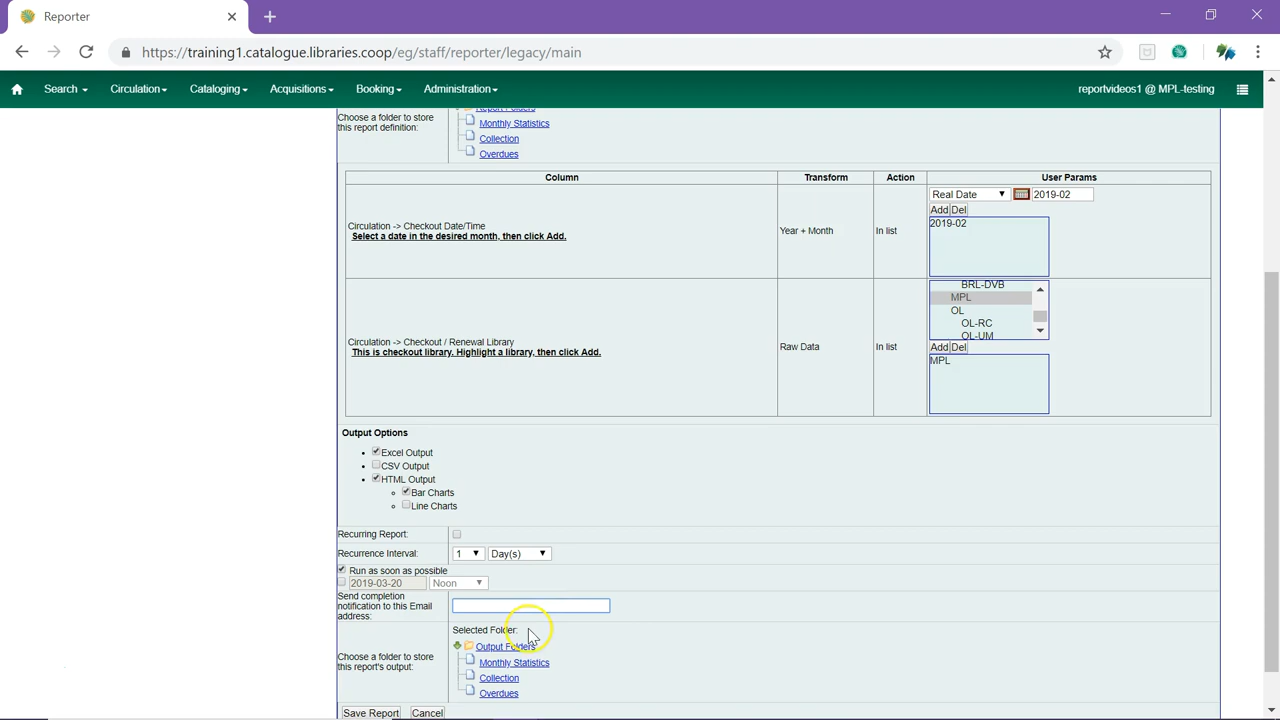 Reporter
https://training1.catalogue.libraries.coop/eg/staff/reporter/legacy/main
Search Circulation Cataloging Acquisitions Booking Administration reportvideos1 @ MPL-testing
Report Folders
Choose a folder to store
this report definition:
Monthly Statistics
Collection
Overdues
Column Transform Action User Params
Circulation -> Checkout Date/Time
Select a date in the desired month, then click Add.
Year + Month
In list
Real Date 2019-02
Add Del
2019-02
Circulation -> Checkout / Renewal Library
This is checkout library. Highlight a library, then click Add.
Raw Data
In list
BRL-DVB
MPL
OL
OL-RC
OL-UM
Add Del
MPL
Output Options
Excel Output
CSV Output
HTML Output
Bar Charts
Line Charts
Recurring Report:
Recurrence Interval: 1 Day(s)
Run as soon as possible
2019-03-20 Noon
Send completion
notification to this Email
address:
Selected Folder:
Choose a folder to store
this report's output:
Output Folders
Monthly Statistics
Collection
Overdues
Save Report Cancel